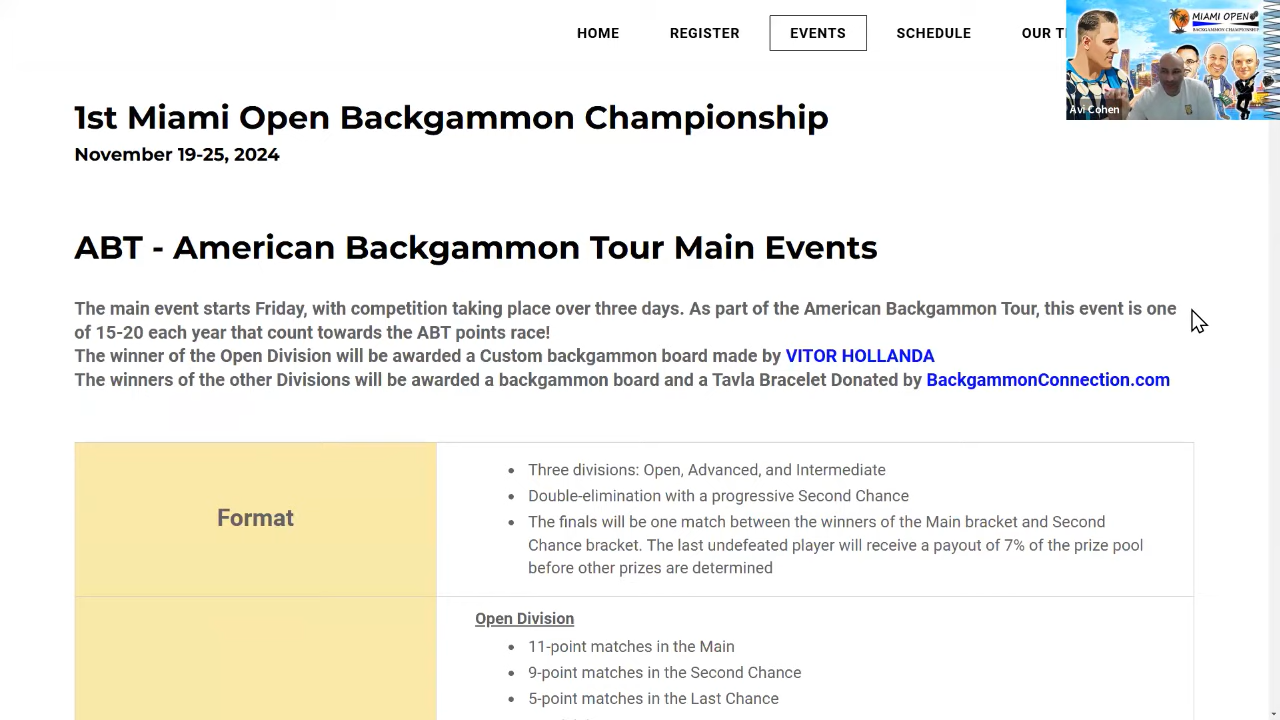 HOME REGISTER EVENTS SCHEDULE OUR T
MIAMI OPEN
BACKGAMMON CHAMPIONSHIP
Avi Cohen
1st Miami Open Backgammon Championship
November 19-25, 2024
ABT - American Backgammon Tour Main Events
The main event starts Friday, with competition taking place over three days. As part of the American Backgammon Tour, this event is one
of 15-20 each year that count towards the ABT points race!
The winner of the Open Division will be awarded a Custom backgammon board made by VITOR HOLLANDA
The winners of the other Divisions will be awarded a backgammon board and a Tavla Bracelet Donated by BackgammonConnection.com
Format
• Three divisions: Open, Advanced, and Intermediate
• Double-elimination with a progressive Second Chance
• The finals will be one match between the winners of the Main bracket and Second
Chance bracket. The last undefeated player will receive a payout of 7% of the prize pool
before other prizes are determined
Open Division
• 11-point matches in the Main
• 9-point matches in the Second Chance
• 5-point matches in the Last Chance